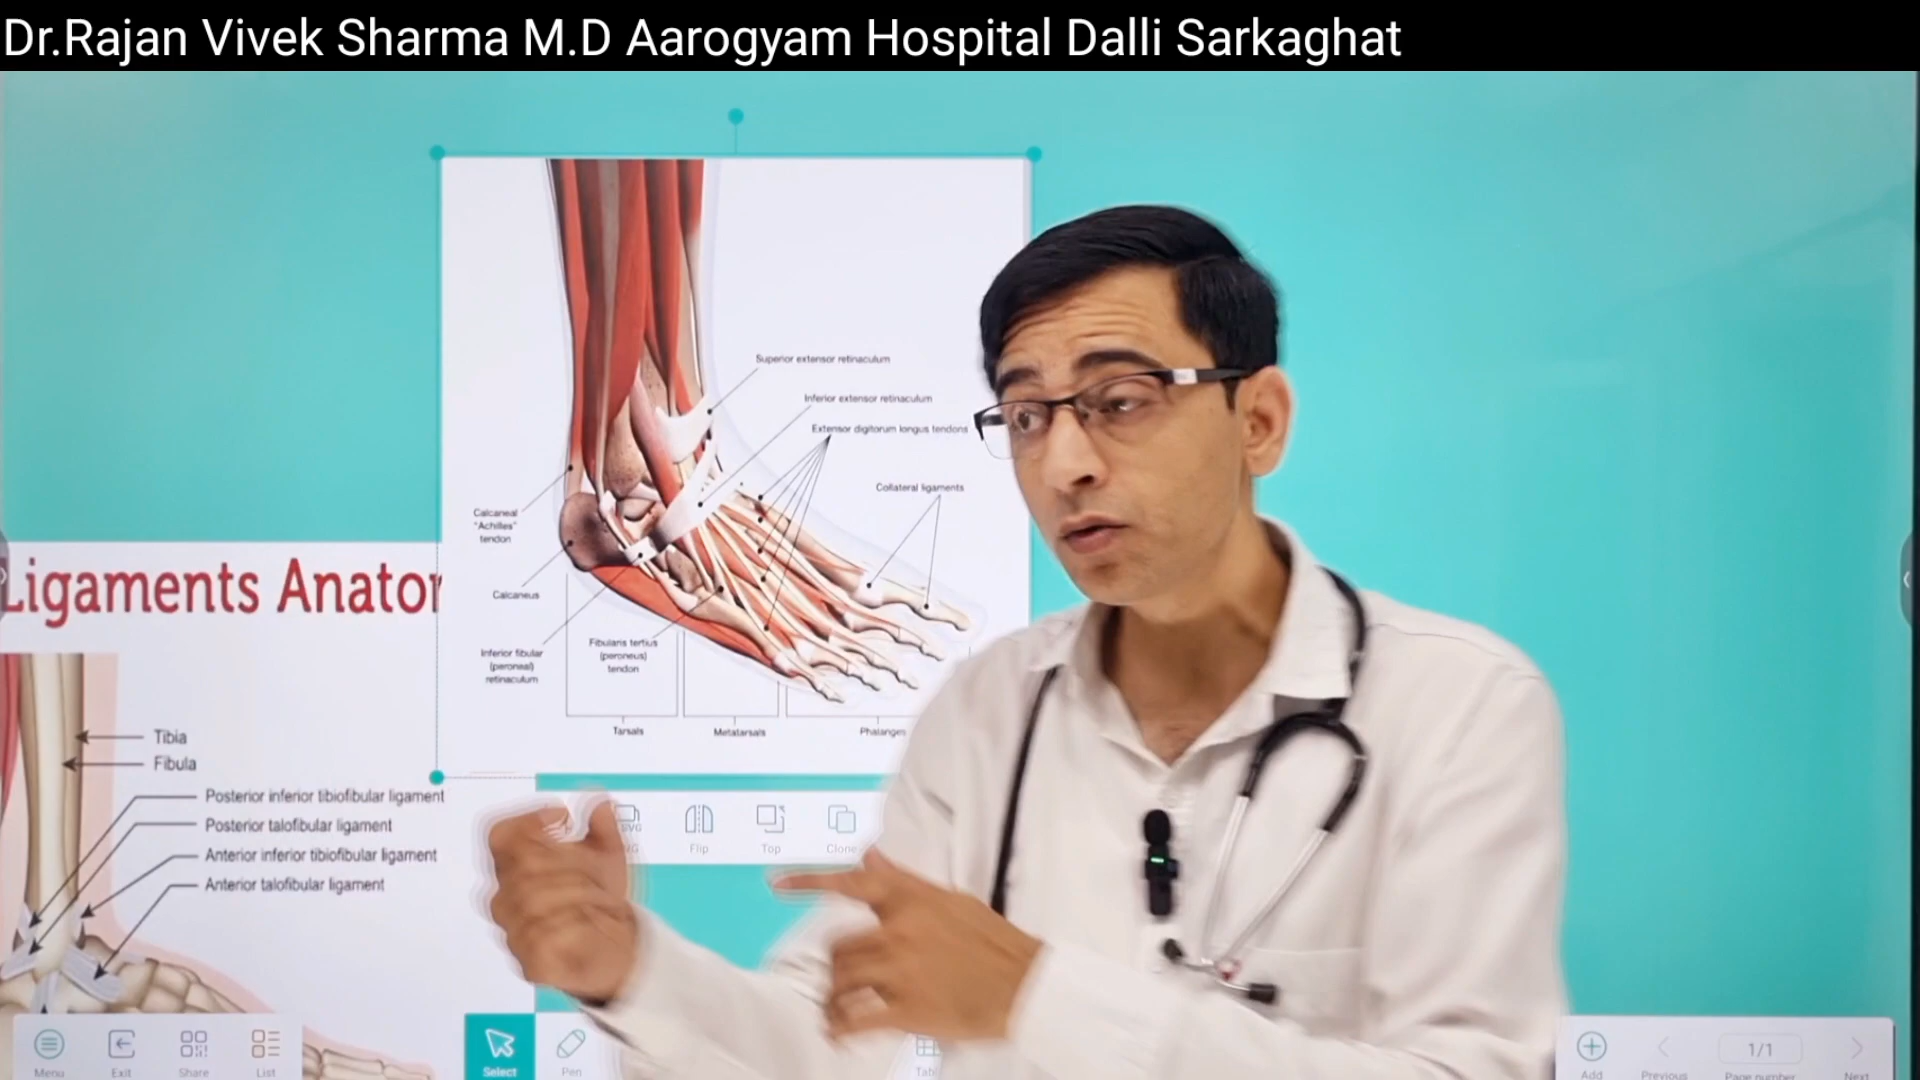 Dr.Rajan Vivek Sharma M.D Aarogyam Hospital Dalli Sarkaghat
Superior extensor retinaculum
Inferior extensor retinaculum
Extensor digitorum longus tendons
Collateral ligaments
Calcaneal
"Achilles"
tendon
Calcaneus
Inferior fibular
(peroneal)
retinaculum
Fibularis tertius
(peroneus)
tendon
Tarsals
Metatarsals
Phalanges
Ligaments Anator
Tibia
Fibula
Posterior inferior tibiofibular ligament
Posterior talofibular ligament
Anterior inferior tibiofibular ligament
Anterior talofibular ligament
SVG
Flip
Top
Clone
Menu
Exit
Share
List
Select
Pen
Tab
Add
Previous
1/1
Page number
Next